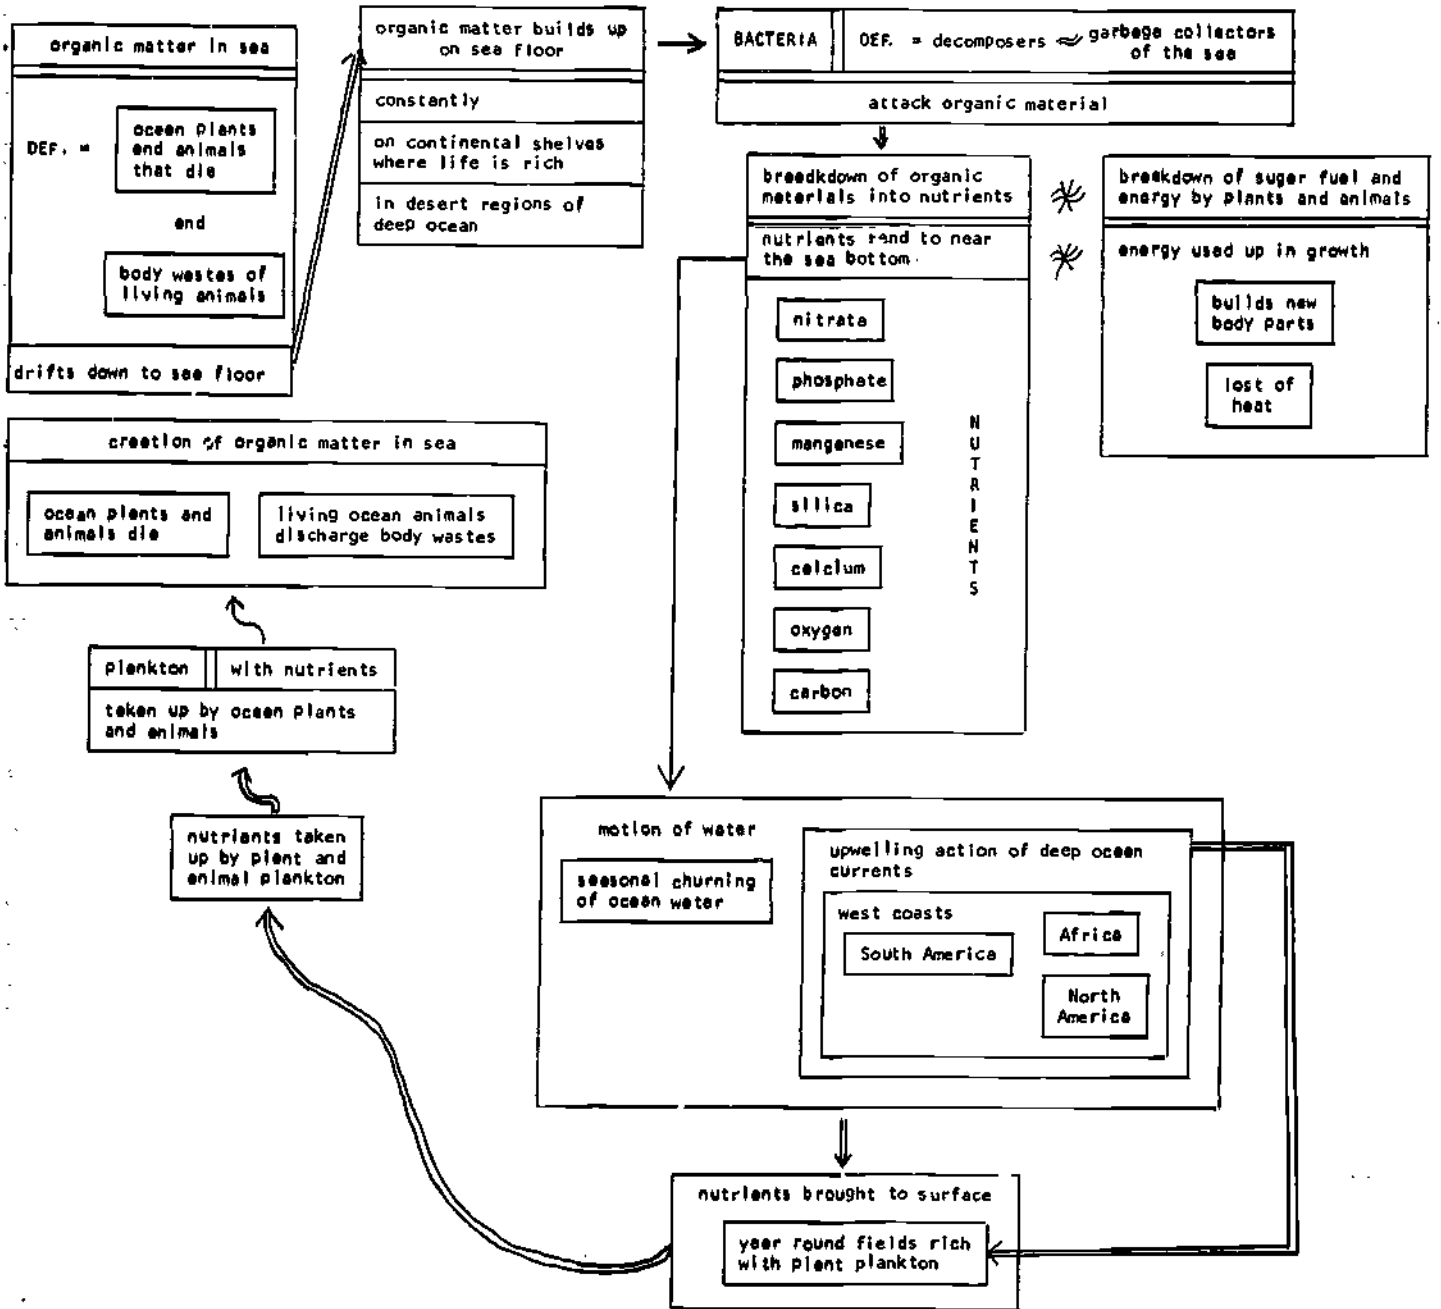 organic matter in sea
DEF. =
ocean plants
end animals
that die
end
body wastes of
living animals
drifts down to see floor
organic matter builds up
on sea floor
constantly
on continental shelves
where life is rich
in desert regions of
deep ocean
BACTERIA
DEF. = decomposers ≈ garbage collectors
of the sea
attack organic material
breedkdown of organic
materials into nutrients
nutrients tend to near
the sea bottom.
nitrata
phosphate
manganese
silica
calcium
oxygen
carbon
NUTRIENTS
breakdown of suger fuel and
energy by plants and animals
energy used up in growth
builds new
body parts
lost of
heat
creation of organic matter in sea
ocean plants and
animals die
living ocean animals
discharge body wastes
plankton
with nutrients
taken up by ocean plants
and animals
nutrients taken
up by plant and
animal plankton
motion of water
seasonal churning
of ocean water
upwelling action of deep ocean
currents
west coasts
South America
Africa
North
America
nutrients brought to surface
year round fields rich
with plant plankton